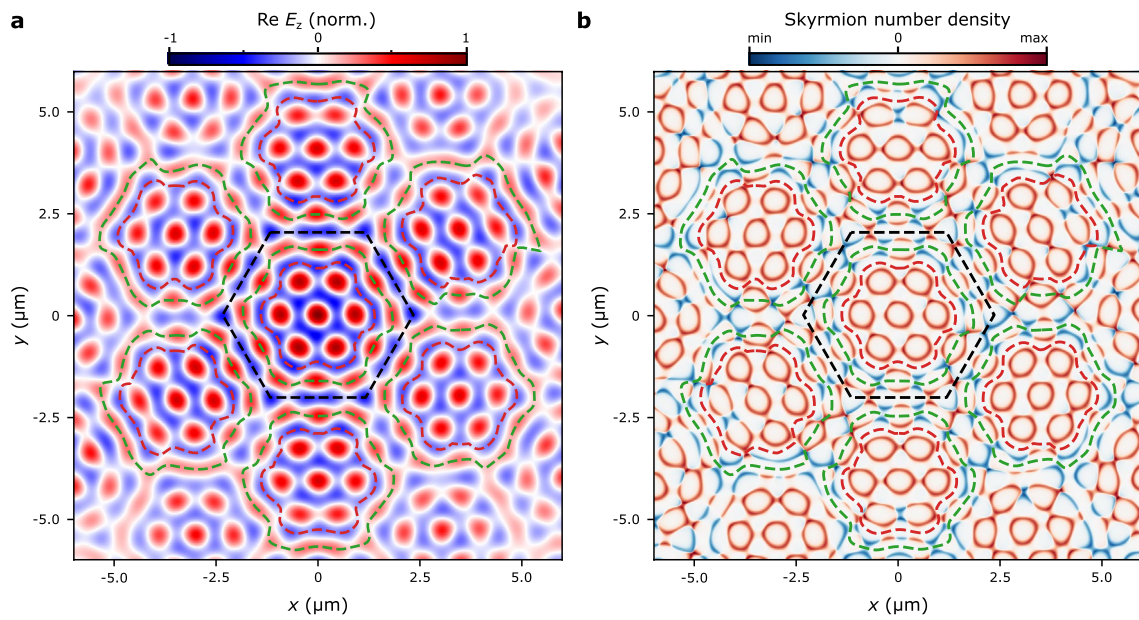 a
Re Ez (norm.)
-1 0 1
5.0
2.5
0
-2.5
-5.0
y (μm)
-5.0 -2.5 0 2.5 5.0
x (μm)
b
Skyrmion number density
min 0 max
5.0
2.5
0
-2.5
-5.0
y (μm)
-5.0 -2.5 0 2.5 5.0
x (μm)